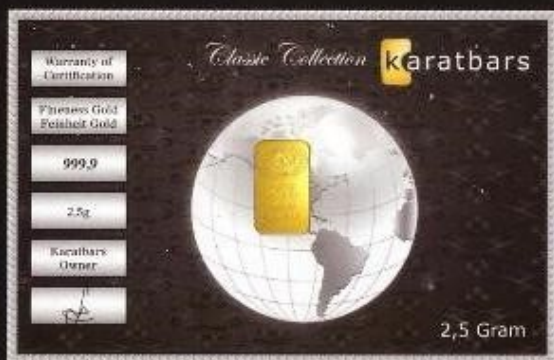 Classic Collection karatbars
Warranty of
Certification
Fineness Gold
Feinheit Gold
999,9
2.5g
Karatbars
Owner
2,5 Gram